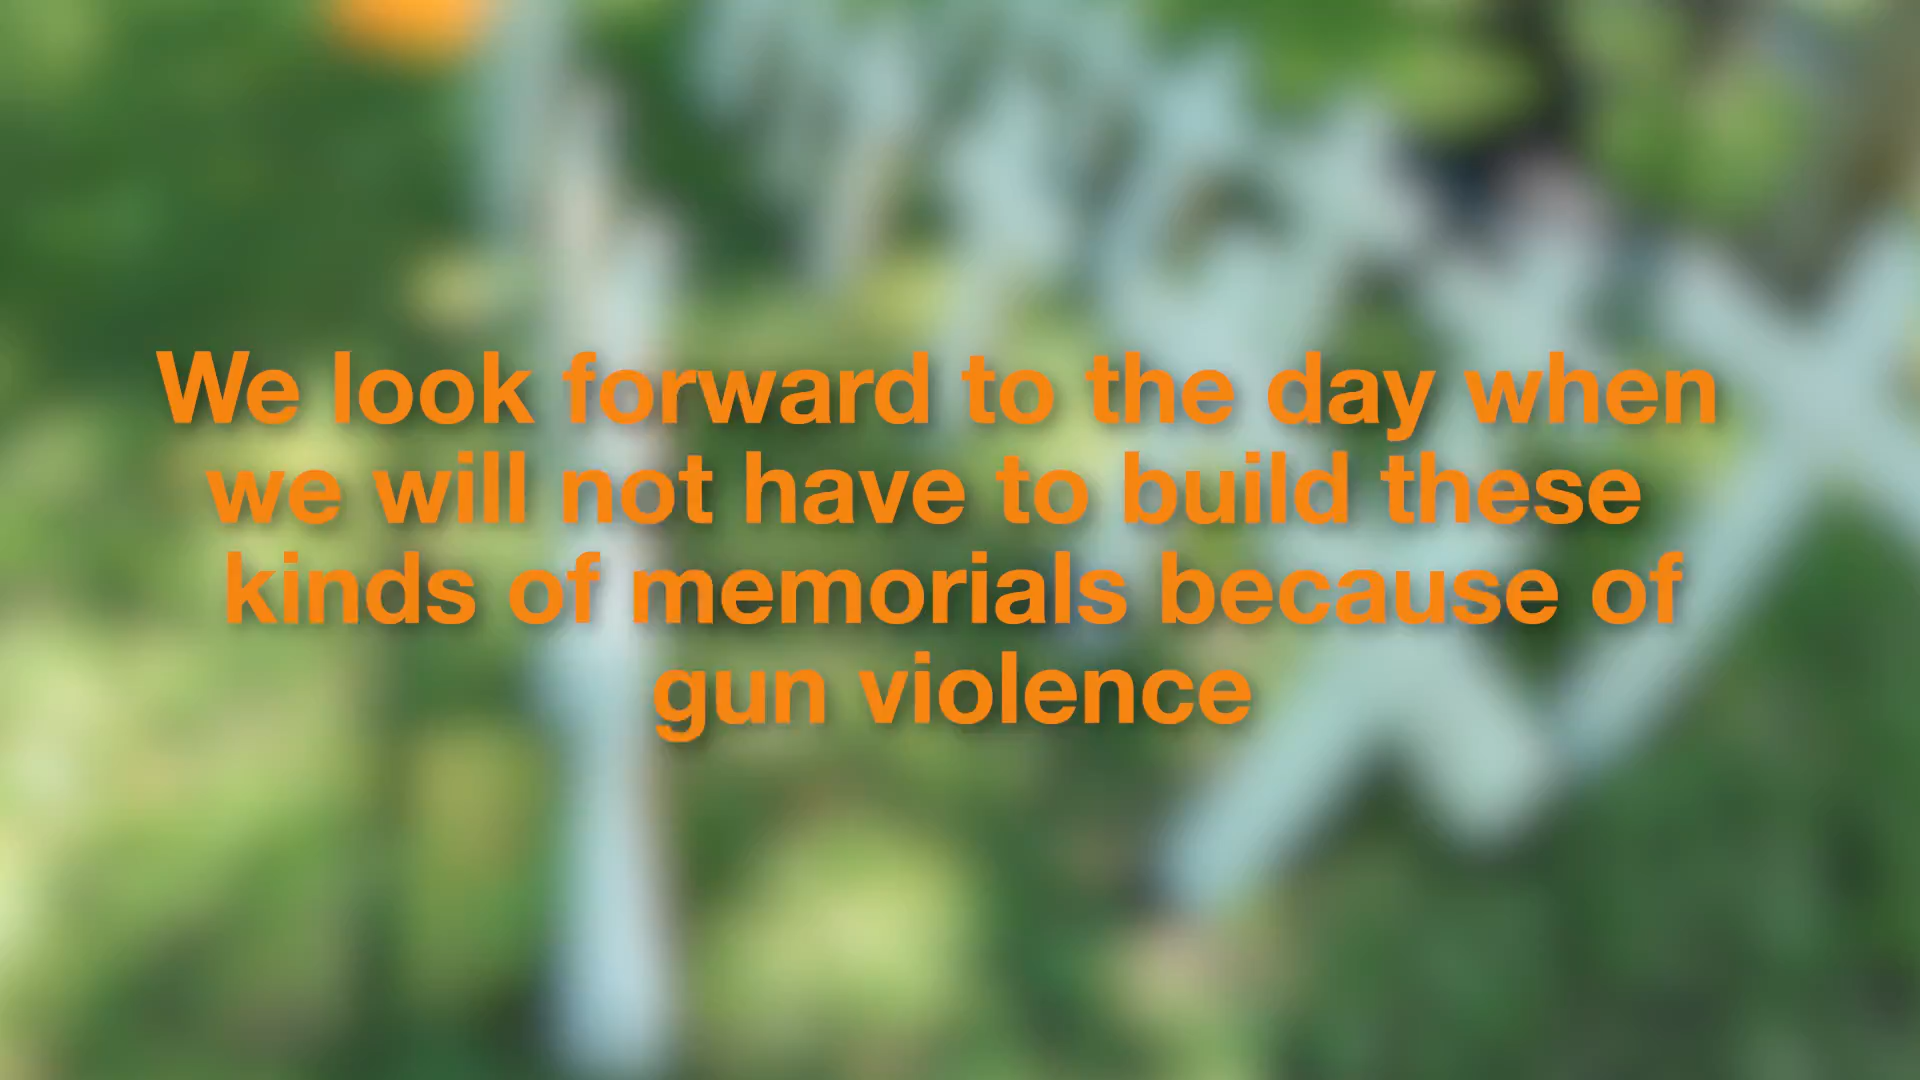 We look forward to the day when
we will not have to build these
kinds of memorials because of
gun violence